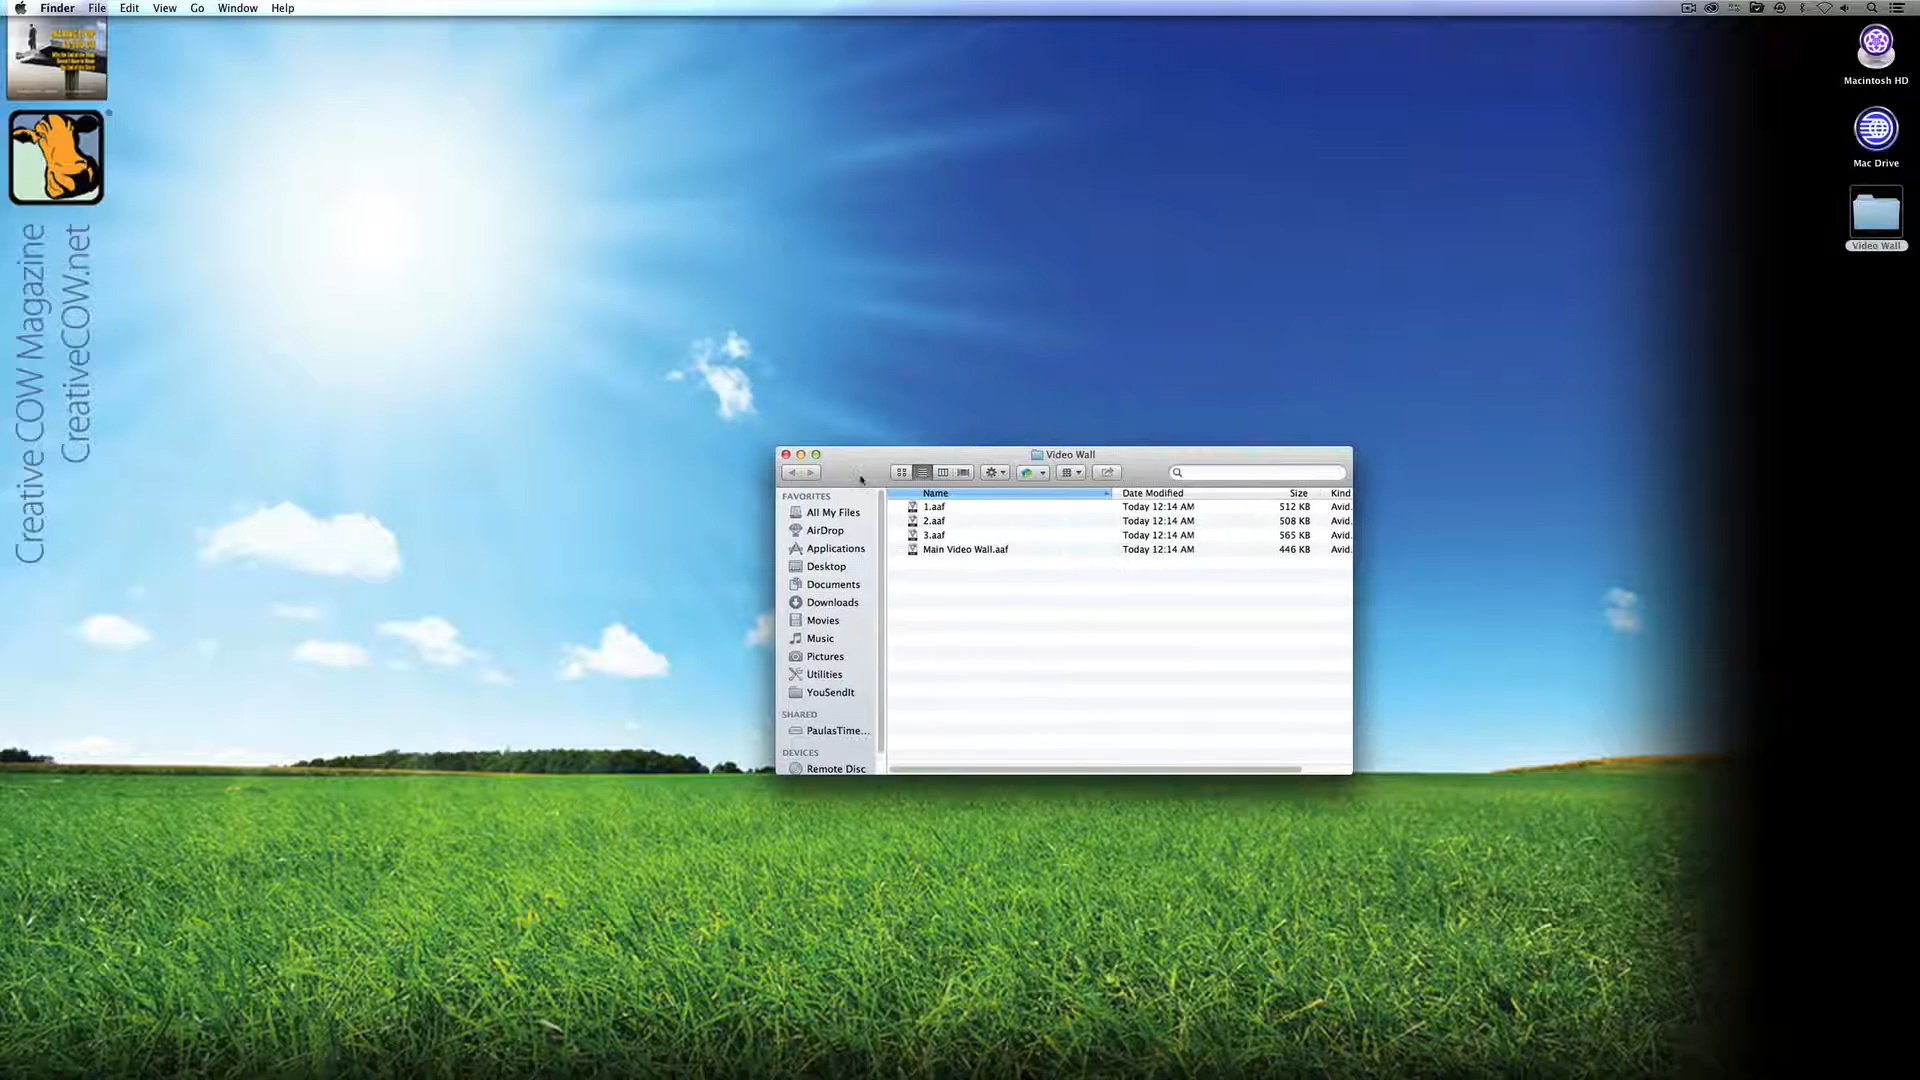 Finder File Edit View Go Window Help
Macintosh HD
Mac Drive
Video Wall
Creative COW Magazine
CreativeCOW.net
Video Wall
FAVORITES
All My Files
AirDrop
Applications
Desktop
Documents
Downloads
Movies
Music
Pictures
Utilities
YouSendIt
SHARED
PaulasTime...
DEVICES
Remote Disc
Name Date Modified Size Kind
1.aaf Today 12:14 AM 512 KB Avid.
2.aaf Today 12:14 AM 508 KB Avid.
3.aaf Today 12:14 AM 565 KB Avid.
Main Video Wall.aaf Today 12:14 AM 446 KB Avid.